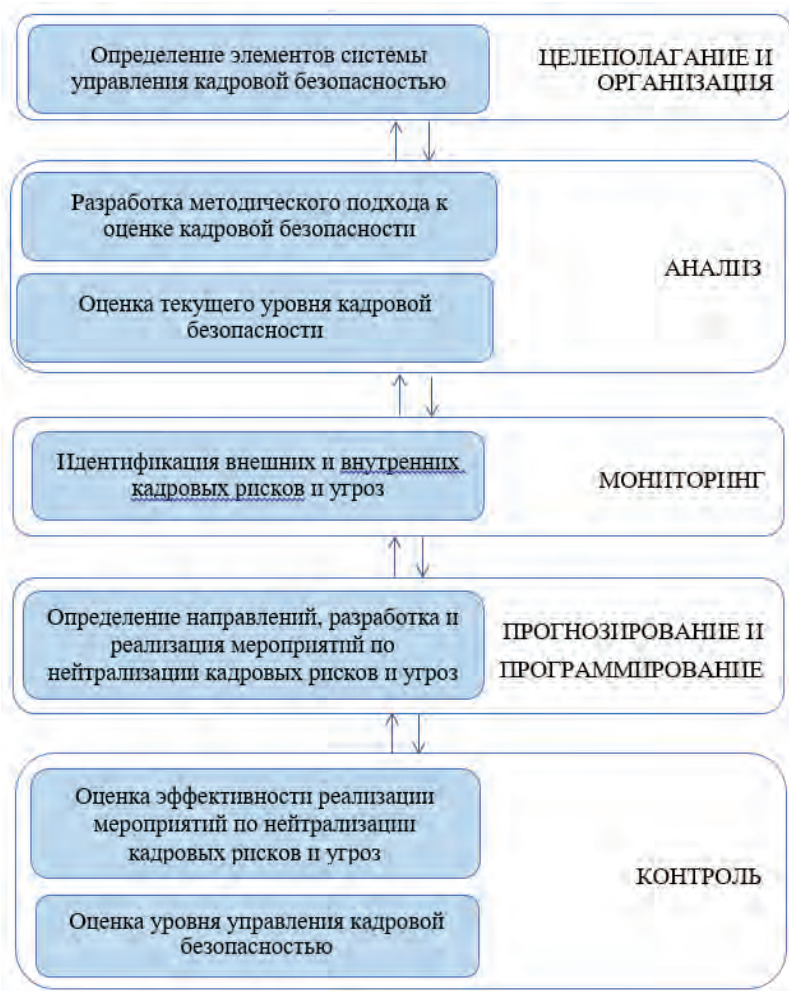 Определение элементов системы
управления кадровой безопасностью
ЦЕЛЕПОЛАГАНИЕ И
ОРГАНИЗАЦИЯ
Разработка методического подхода к
оценке кадровой безопасности
Оценка текущего уровня кадровой
безопасности
АНАЛИЗ
Идентификация внешних и внутренних
кадровых рисков и угроз
МОНИТОРИНГ
Определение направлений, разработка и
реализация мероприятий по
нейтрализации кадровых рисков и угроз
ПРОГНОЗИРОВАНИЕ И
ПРОГРАММИРОВАНИЕ
Оценка эффективности реализации
мероприятий по нейтрализации
кадровых рисков и угроз
Оценка уровня управления кадровой
безопасностью
КОНТРОЛЬ